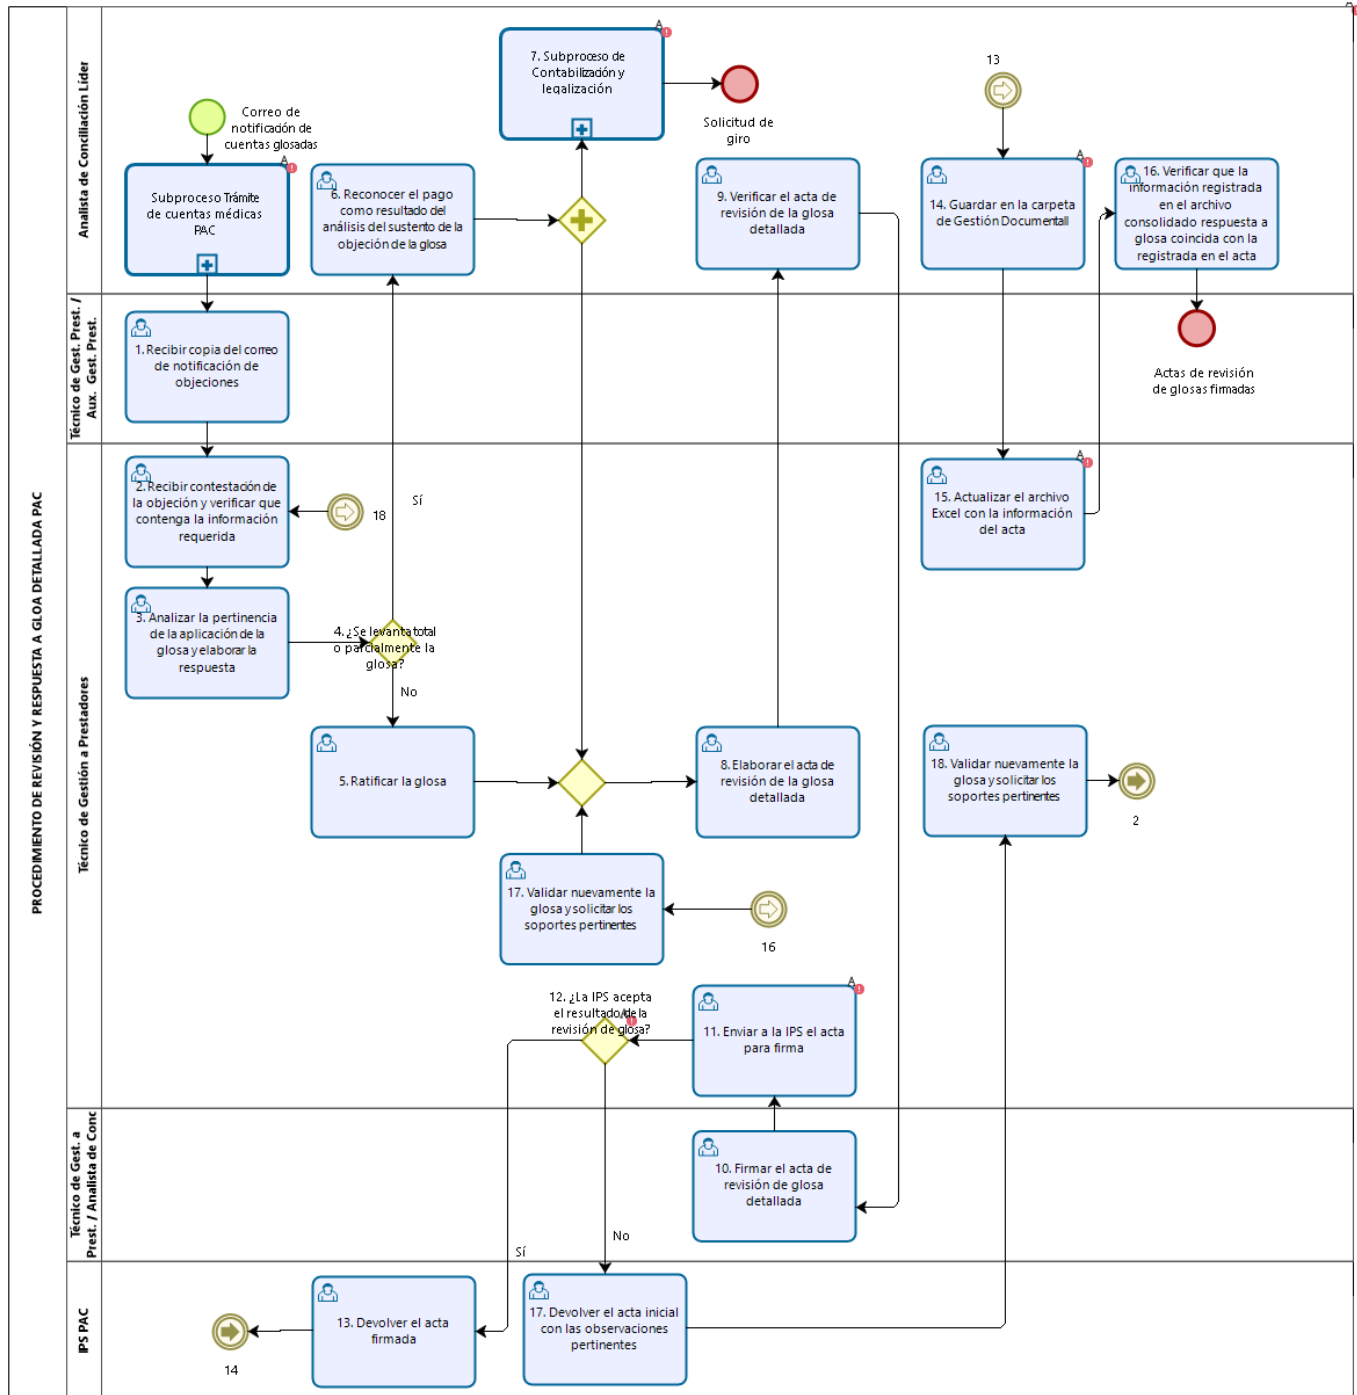 PROCEDIMIENTO DE REVISIÓN Y RESPUESTA A GLOA DETALLADA PAC
Analista de Conciliación Líder
Correo de
notificación de
cuentas glosadas
Subproceso Trámite
de cuentas médicas
PAC
6. Reconocer el pago
como resultado del
análisis del sustento de la
objeción de la glosa
7. Subproceso de
Contabilización y
legalización
Solicitud de
giro
9. Verificar el acta de
revisión de la glosa
detallada
13
14. Guardar en la carpeta
de Gestión Documentall
16. Verificar que la
información registrada
en el archivo
consolidado respuesta a
glosa coincida con la
registrada en el acta
Técnico de Gest. Prest. /
Aux. Gest. Prest.
1. Recibir copia del correo
de notificación de
objeciones
Actas de revisión
de glosas firmadas
Técnico de Gestión a Prestadores
2. Recibir contestación de
la objeción y verificar que
contenga la información
requerida
18
Sí
15. Actualizar el archivo
Excel con la información
del acta
3. Analizar la pertinencia
de la aplicación de la
glosa y elaborar la
respuesta
4. ¿Se levanta total
o parcialmente la
glosa?
No
5. Ratificar la glosa
8. Elaborar el acta de
revisión de la glosa
detallada
18. Validar nuevamente la
glosa y solicitar los
soportes pertinentes
2
17. Validar nuevamente la
glosa y solicitar los
soportes pertinentes
16
12. ¿La IPS acepta
el resultado de la
revisión de glosa?
11. Enviar a la IPS el acta
para firma
Técnico de Gest. a
Prest. / Analista de Conc
10. Firmar el acta de
revisión de glosa
detallada
No
Sí
IPS PAC
14
13. Devolver el acta
firmada
17. Devolver el acta inicial
con las observaciones
pertinentes